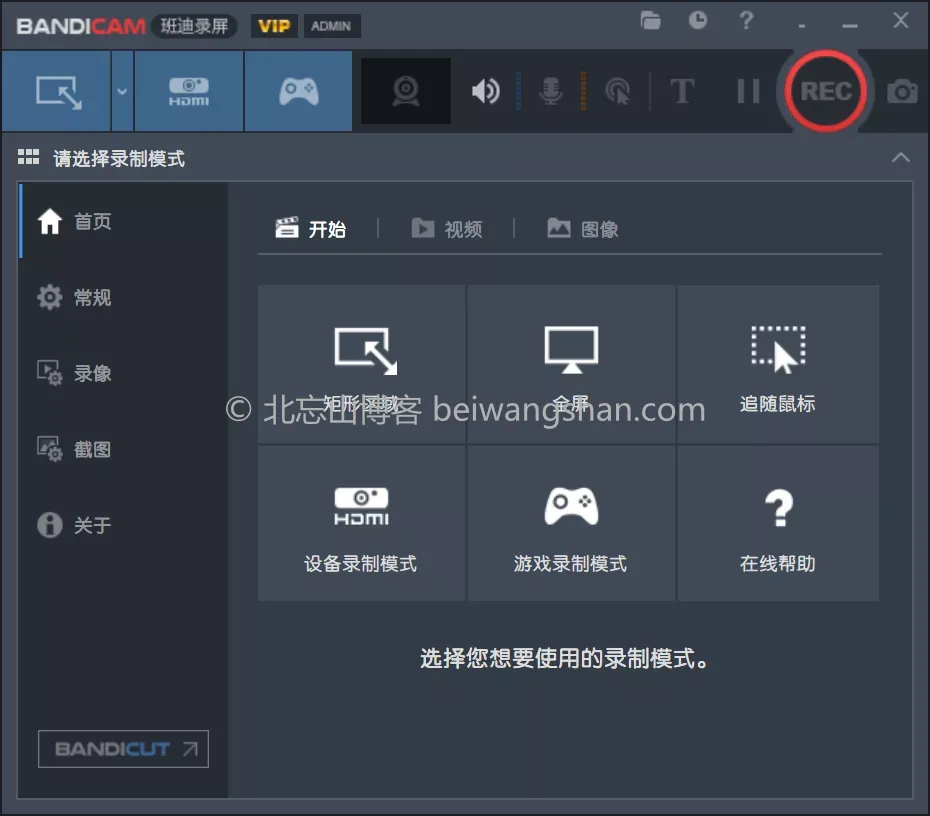 BANDICAM 班迪录屏 VIP ADMIN
HDMI T REC
请选择录制模式
首页
常规
录像
截图
关于
开始 视频 图像
矩形区域 全屏 追随鼠标
© 北忘山博客 beiwangshan.com
HDMI
设备录制模式 游戏录制模式 在线帮助
选择您想要使用的录制模式。
BANDICUT